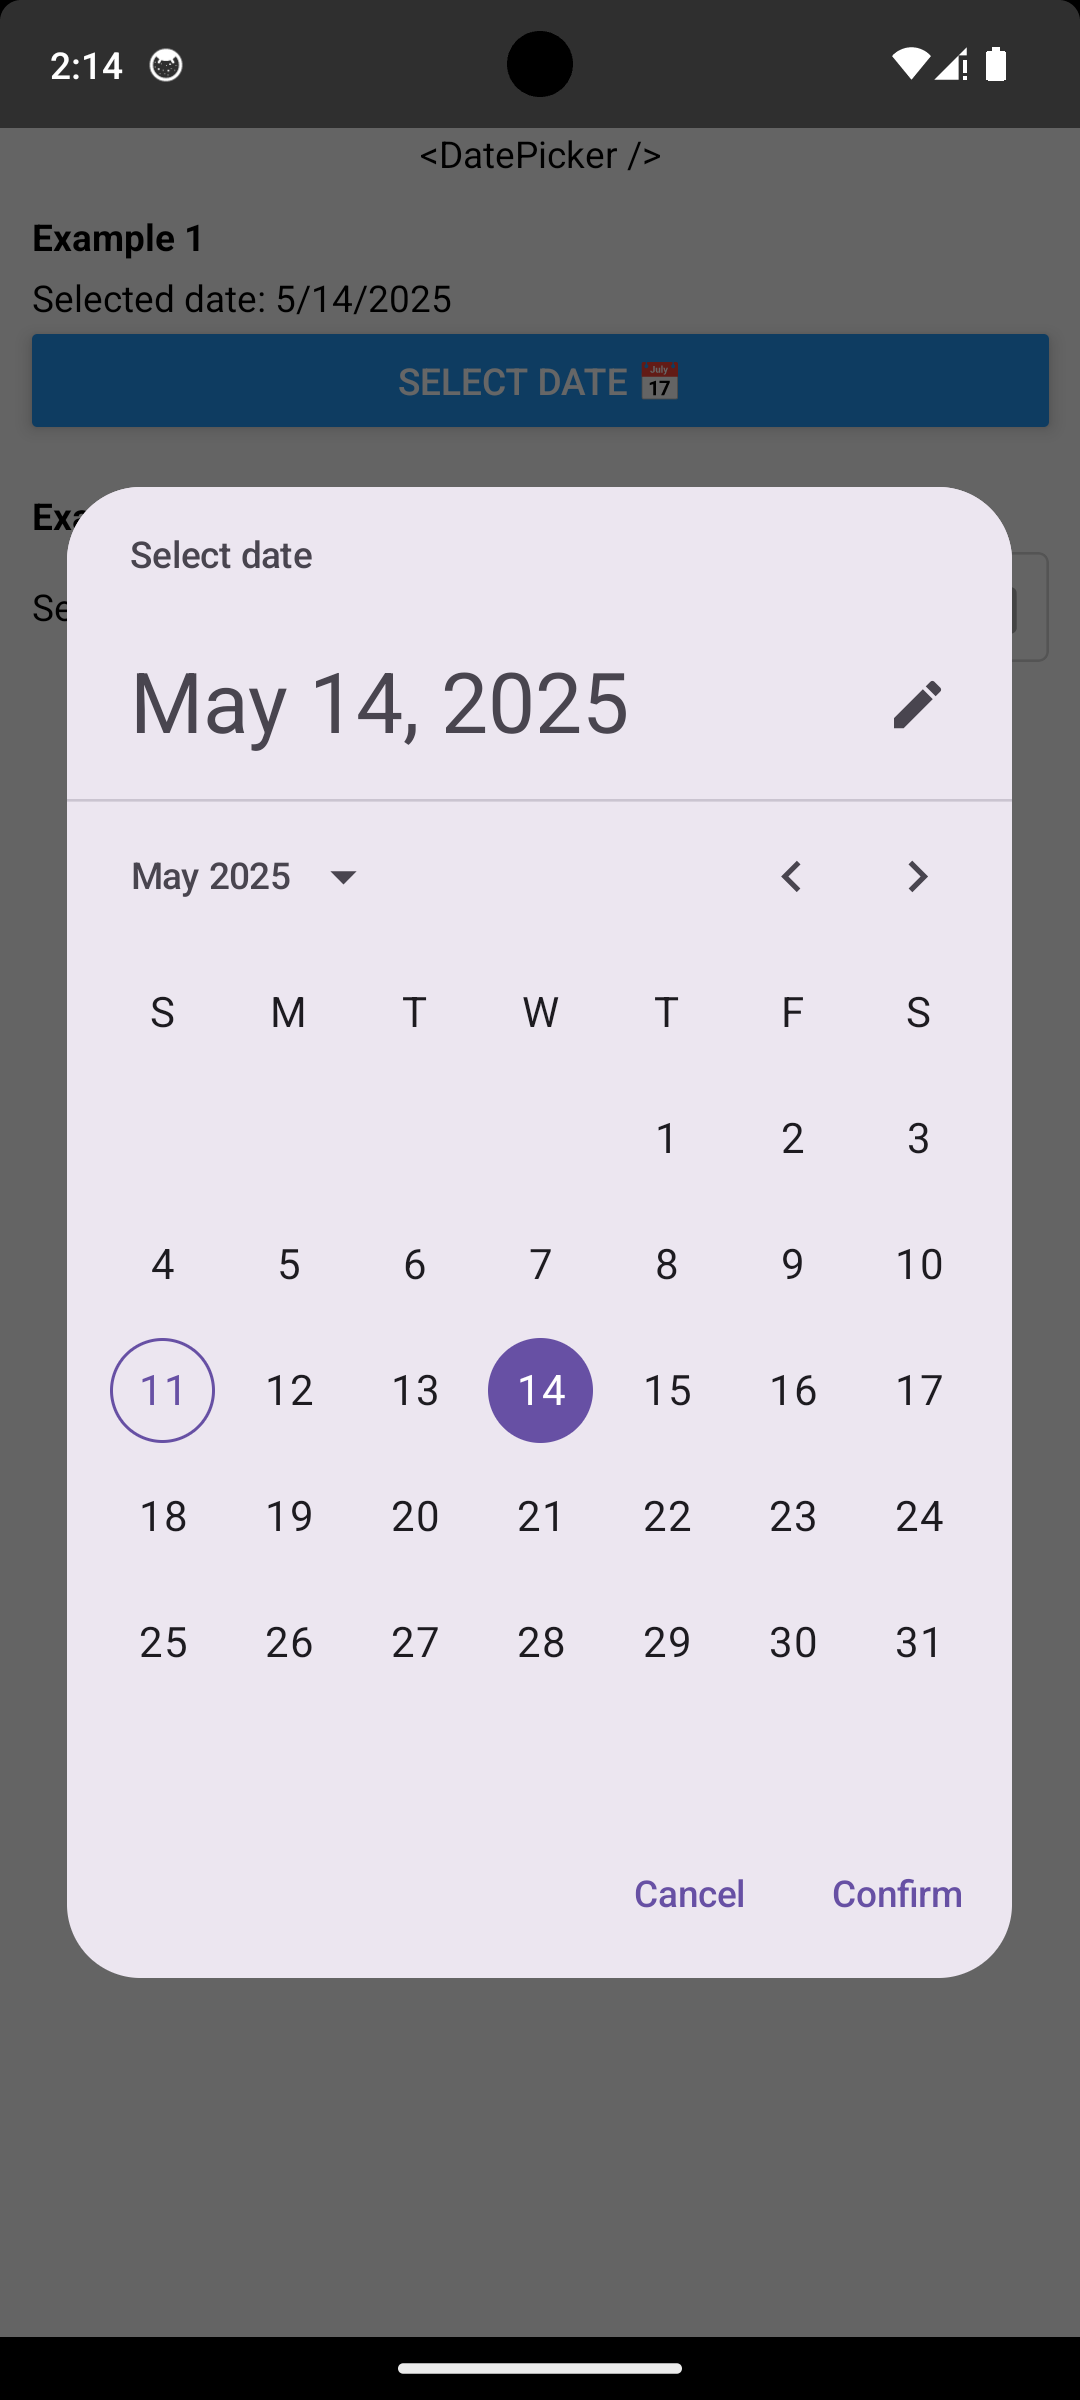 2:14
<DatePicker />
Example 1
Selected date: 5/14/2025
SELECT DATE 📅
Exa
Se
Select date
May 14, 2025
May 2025
S M T W T F S
1 2 3
4 5 6 7 8 9 10
11 12 13 14 15 16 17
18 19 20 21 22 23 24
25 26 27 28 29 30 31
Cancel Confirm